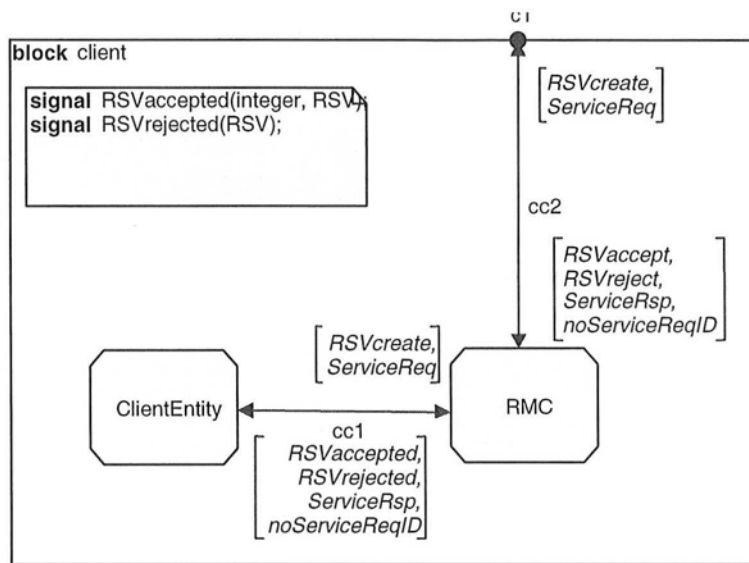 c1
block client
signal RSVaccepted(integer, RSV);
signal RSVrejected(RSV);
RSVcreate,
ServiceReq
cc2
RSVaccept,
RSVreject,
ServiceRsp,
noServiceReqID
RSVcreate,
ServiceReq
ClientEntity
RMC
cc1
RSVaccepted,
RSVrejected,
ServiceRsp,
noServiceReqID